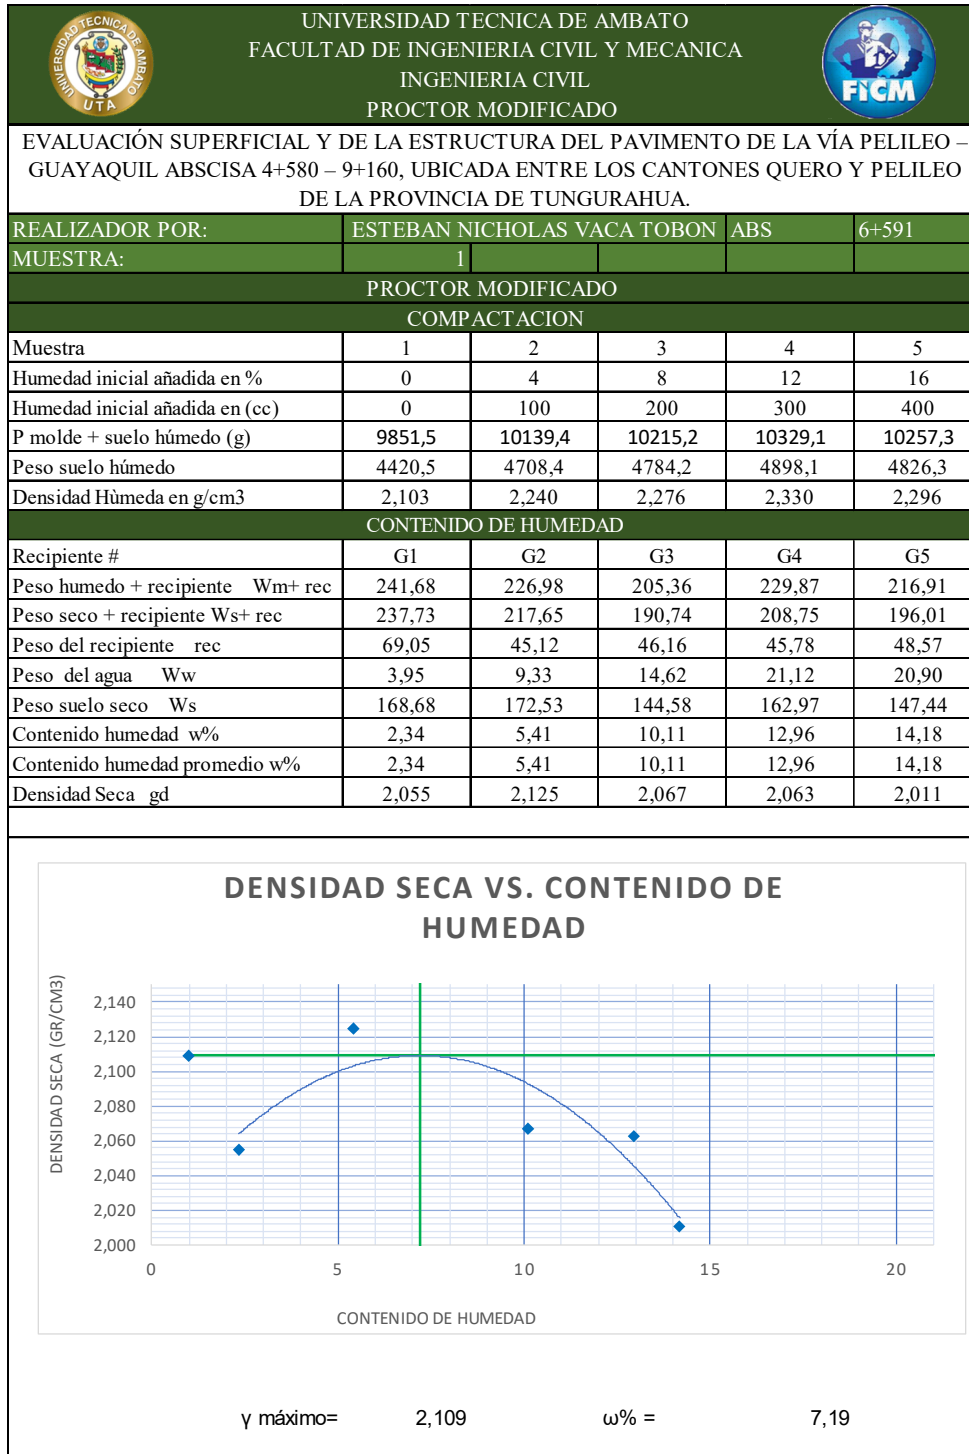 UNIVERSIDAD TECNICA DE AMBATO
FACULTAD DE INGENIERIA CIVIL Y MECANICA
INGENIERIA CIVIL
PROCTOR MODIFICADO
UNIVERSIDAD TECNICA DE AMBATO
UTA
FICM
EVALUACIÓN SUPERFICIAL Y DE LA ESTRUCTURA DEL PAVIMENTO DE LA VÍA PELILEO –
GUAYAQUIL ABSCISA 4+580 – 9+160, UBICADA ENTRE LOS CANTONES QUERO Y PELILEO
DE LA PROVINCIA DE TUNGURAHUA.
REALIZADOR POR: ESTEBAN NICHOLAS VACA TOBON ABS 6+591
MUESTRA: 1
PROCTOR MODIFICADO
COMPACTACION
Muestra 1 2 3 4 5
Humedad inicial añadida en % 0 4 8 12 16
Humedad inicial añadida en (cc) 0 100 200 300 400
P molde + suelo húmedo (g) 9851,5 10139,4 10215,2 10329,1 10257,3
Peso suelo húmedo 4420,5 4708,4 4784,2 4898,1 4826,3
Densidad Hùmeda en g/cm3 2,103 2,240 2,276 2,330 2,296
CONTENIDO DE HUMEDAD
Recipiente # G1 G2 G3 G4 G5
Peso humedo + recipiente Wm+ rec 241,68 226,98 205,36 229,87 216,91
Peso seco + recipiente Ws+ rec 237,73 217,65 190,74 208,75 196,01
Peso del recipiente rec 69,05 45,12 46,16 45,78 48,57
Peso del agua Ww 3,95 9,33 14,62 21,12 20,90
Peso suelo seco Ws 168,68 172,53 144,58 162,97 147,44
Contenido humedad w% 2,34 5,41 10,11 12,96 14,18
Contenido humedad promedio w% 2,34 5,41 10,11 12,96 14,18
Densidad Seca gd 2,055 2,125 2,067 2,063 2,011
DENSIDAD SECA VS. CONTENIDO DE
HUMEDAD
DENSIDAD SECA (GR/CM3)
2,140
2,120
2,100
2,080
2,060
2,040
2,020
2,000
0 5 10 15 20
CONTENIDO DE HUMEDAD
γ máximo= 2,109 ω% = 7,19